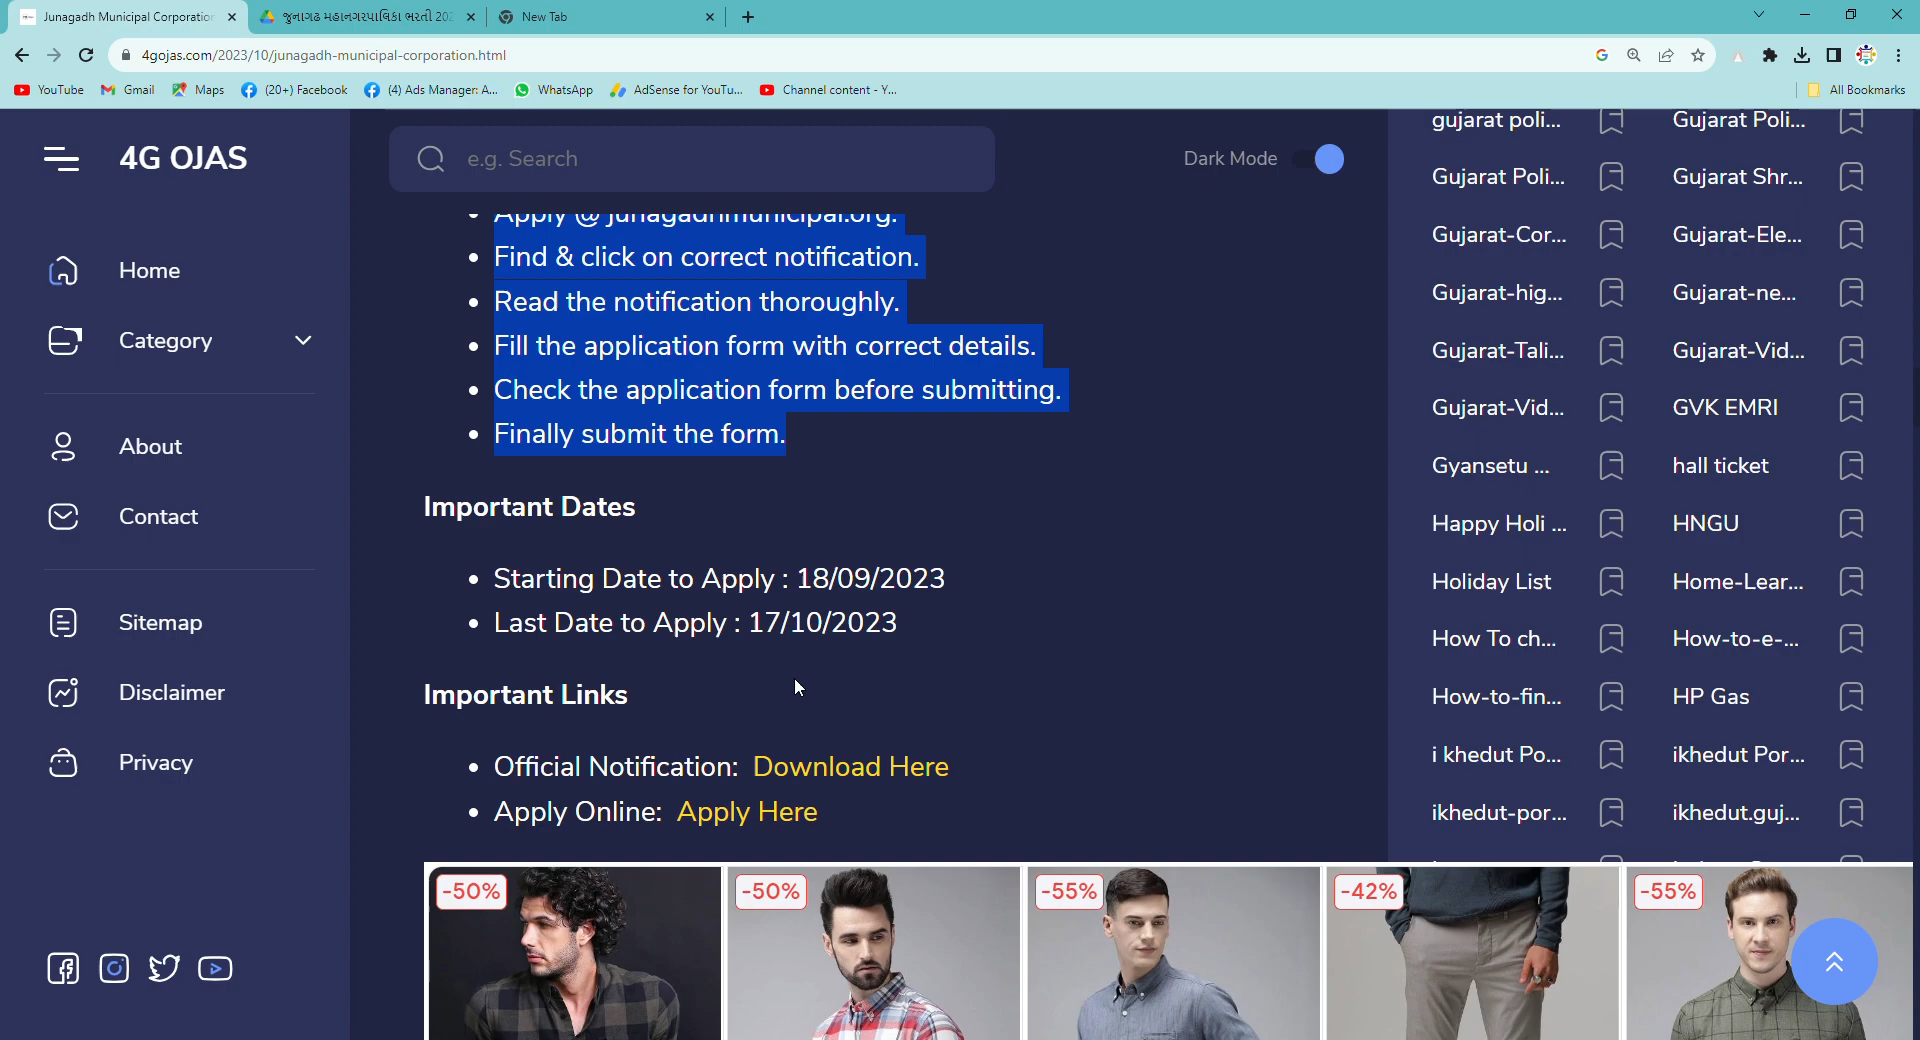 Junagadh Municipal Corporation
જુનાગઢ મહાનગરપાલિકા ભરતી 202
New Tab
4gojas.com/2023/10/junagadh-municipal-corporation.html
YouTube
Gmail
Maps
(20+) Facebook
(4) Ads Manager: A...
WhatsApp
AdSense for YouTu...
Channel content - Y...
All Bookmarks
4G OJAS
Home
Category
About
Contact
Sitemap
Disclaimer
Privacy
e.g. Search
Dark Mode
Apply @ junagadhmunicipal.org.
Find & click on correct notification.
Read the notification thoroughly.
Fill the application form with correct details.
Check the application form before submitting.
Finally submit the form.
Important Dates
Starting Date to Apply : 18/09/2023
Last Date to Apply : 17/10/2023
Important Links
Official Notification: Download Here
Apply Online: Apply Here
-50%
-50%
-55%
-42%
-55%
gujarat poli... Gujarat Poli...
Gujarat Poli... Gujarat Shr...
Gujarat-Cor... Gujarat-Ele...
Gujarat-hig... Gujarat-ne...
Gujarat-Tali... Gujarat-Vid...
Gujarat-Vid... GVK EMRI
Gyansetu ... hall ticket
Happy Holi ... HNGU
Holiday List Home-Lear...
How To ch... How-to-e-...
How-to-fin... HP Gas
i khedut Po... ikhedut Por...
ikhedut-por... ikhedut.guj...